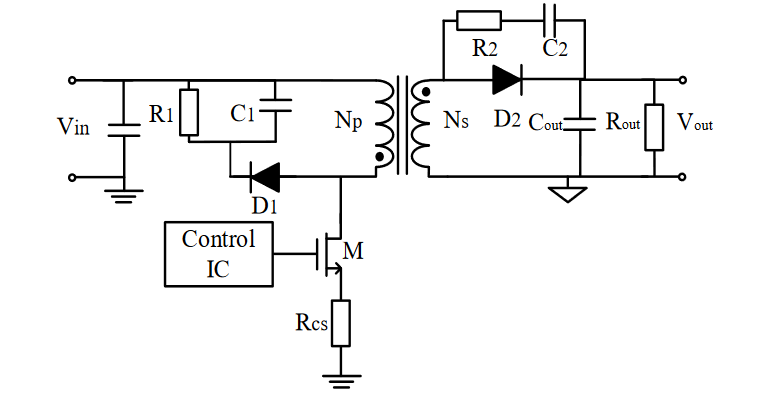 R2
C2
Vin
R1
C1
Np
Ns
D2
Cout
Rout
Vout
D1
Control
IC
M
Rcs